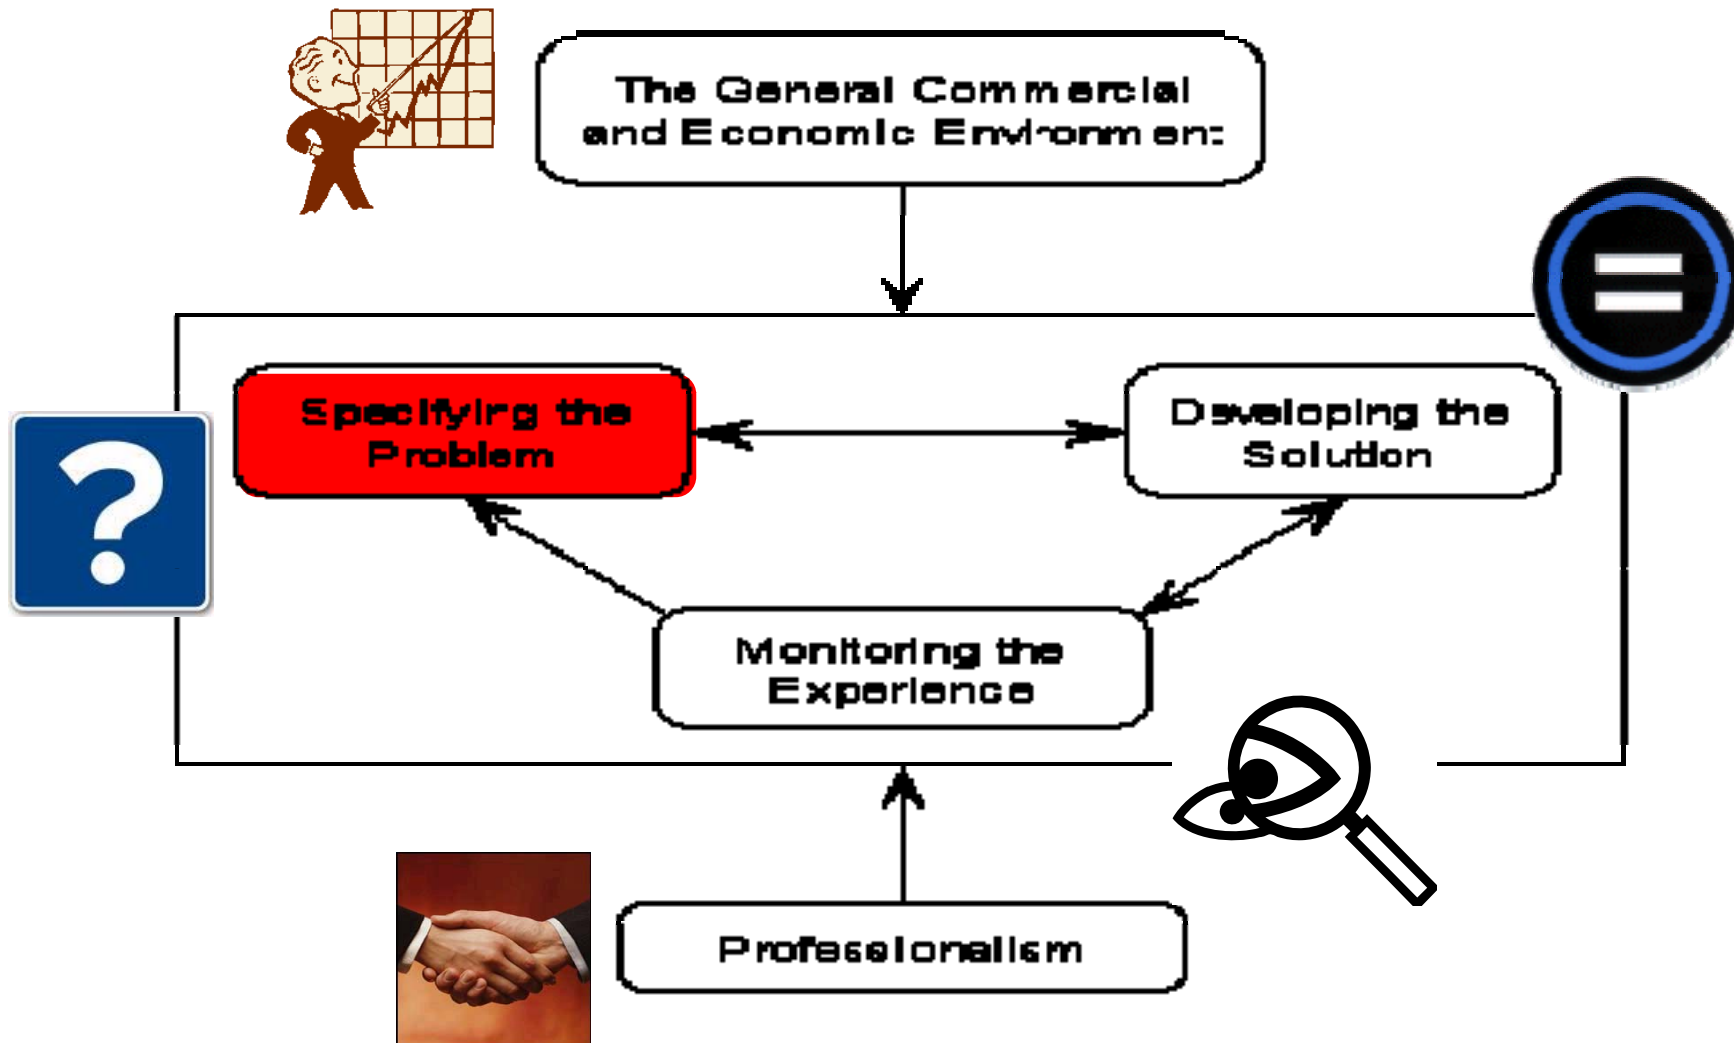 The General Commercial
and Economic Environment
Specifying the
Problem
Developing the
Solution
Monitoring the
Experience
Professionalism